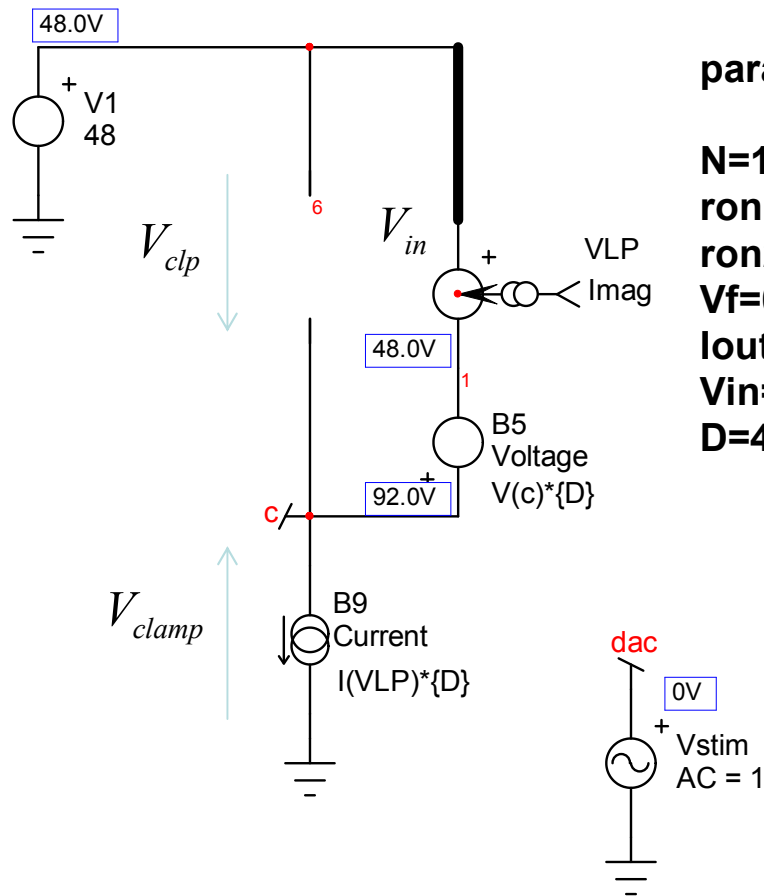 48.0V
+
V1
48
para
N=1
ron
ron
Vf=
Iout
Vin=
D=4
6
V_clp
V_in
+
VLP
Imag
48.0V
1
B5
Voltage
V(c)*{D}
+
92.0V
c
V_clamp
B9
Current
I(VLP)*{D}
dac
0V
+
Vstim
AC = 1